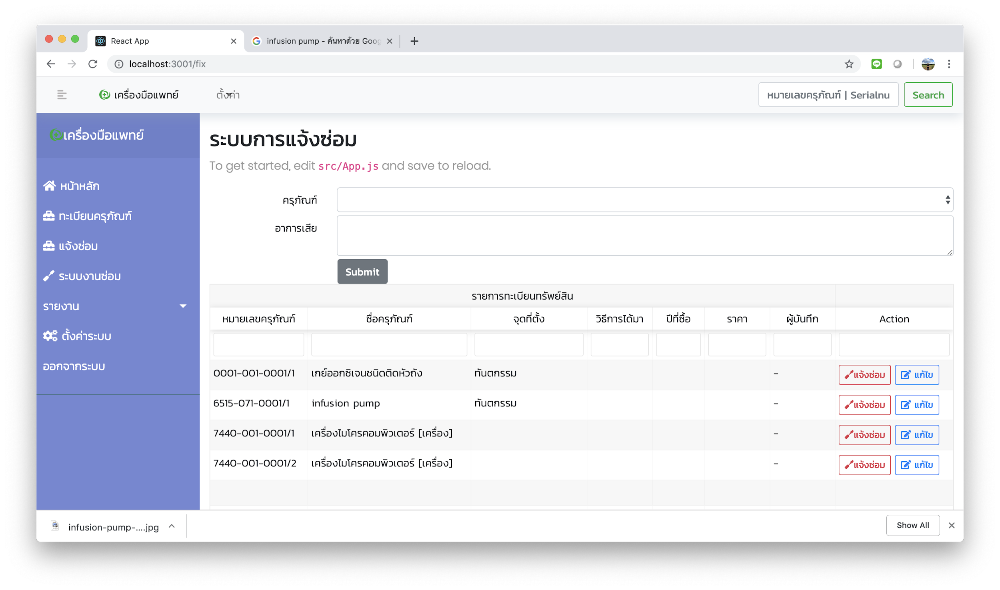 React App
infusion pump - ค้นหาด้วย Goog
localhost:3001/fix
เครื่องมือแพทย์
ตั้งค่า
หมายเลขครุภัณฑ์ | Serialnu
Search
เครื่องมือแพทย์
หน้าหลัก
ทะเบียนครุภัณฑ์
แจ้งซ่อม
ระบบงานซ่อม
รายงาน
ตั้งค่าระบบ
ออกจากระบบ
ระบบการแจ้งซ่อม
To get started, edit src/App.js and save to reload.
ครุภัณฑ์
อาการเสีย
Submit
รายการทะเบียนทรัพย์สิน
หมายเลขครุภัณฑ์ ชื่อครุภัณฑ์ จุดที่ตั้ง วิธีการได้มา ปีที่ซื้อ ราคา ผู้บันทึก Action
0001-001-0001/1 เกย์ออกซิเจนชนิดติดหัวถัง ทันตกรรม - แจ้งซ่อม แก้ไข
6515-071-0001/1 infusion pump ทันตกรรม - แจ้งซ่อม แก้ไข
7440-001-0001/1 เครื่องไมโครคอมพิวเตอร์ [เครื่อง] - แจ้งซ่อม แก้ไข
7440-001-0001/2 เครื่องไมโครคอมพิวเตอร์ [เครื่อง] - แจ้งซ่อม แก้ไข
infusion-pump-....jpg
Show All